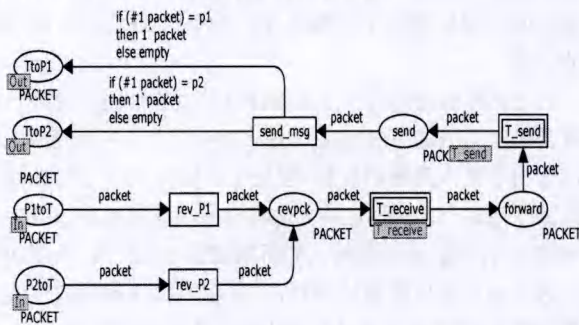 if (#1 packet) = p1
then 1`packet
else empty
TtoP1
Out
PACKET
if (#1 packet) = p2
then 1`packet
else empty
TtoP2
Out
PACKET
send_msg
packet
send
PACK
T_send
packet
T_send
packet
P1toT
In
PACKET
packet
rev_P1
packet
revpck
PACKET
packet
T_receive
T_receive
packet
forward
PACKET
P2toT
In
PACKET
packet
rev_P2
packet